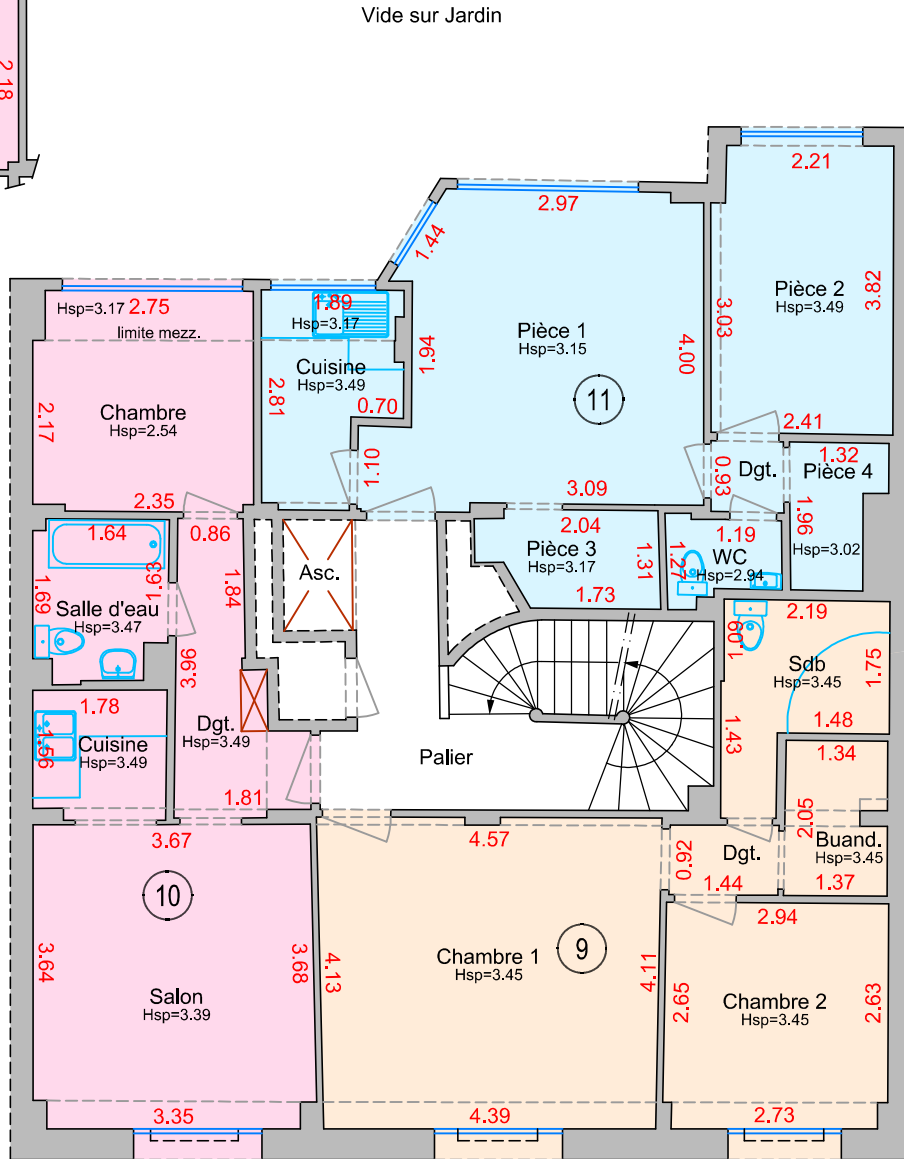 Vide sur Jardin
2.18
2.21
2.97
1.44
Pièce 2
Hsp=3.49
3.82
3.03
Hsp=3.17 2.75
limite mezz.
1.89
Hsp=3.17
Pièce 1
Hsp=3.15
1.94
4.00
Cuisine
Hsp=3.49
2.81
0.70
11
Chambre
Hsp=2.54
2.17
2.41
1.10
0.93
Dgt.
1.32
Pièce 4
2.35
3.09
1.96
1.64
0.86
2.04
Pièce 3
Hsp=3.17
1.31
1.73
1.19
WC
Hsp=2.94
1.27
Hsp=3.02
Asc.
1.69
1.63
1.84
Salle d'eau
Hsp=3.47
3.66
2.19
1.09
Sdb
Hsp=3.45
1.75
1.48
1.43
1.78
Cuisine
Hsp=3.49
1.56
Dgt.
Hsp=3.49
1.81
Palier
1.34
2.05
Buand.
Hsp=3.45
1.37
3.67
4.57
0.92
Dgt.
1.44
10
2.94
9
3.64
3.68
4.13
Chambre 1
Hsp=3.45
4.11
2.65
Chambre 2
Hsp=3.45
2.63
Salon
Hsp=3.39
3.35
4.39
2.73